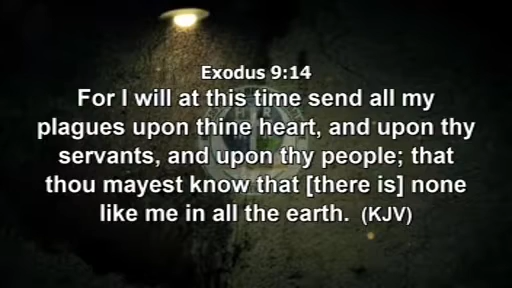 Exodus 9:14
For I will at this time send all my
plagues upon thine heart, and upon thy
servants, and upon thy people; that
thou mayest know that [there is] none
like me in all the earth. (KJV)